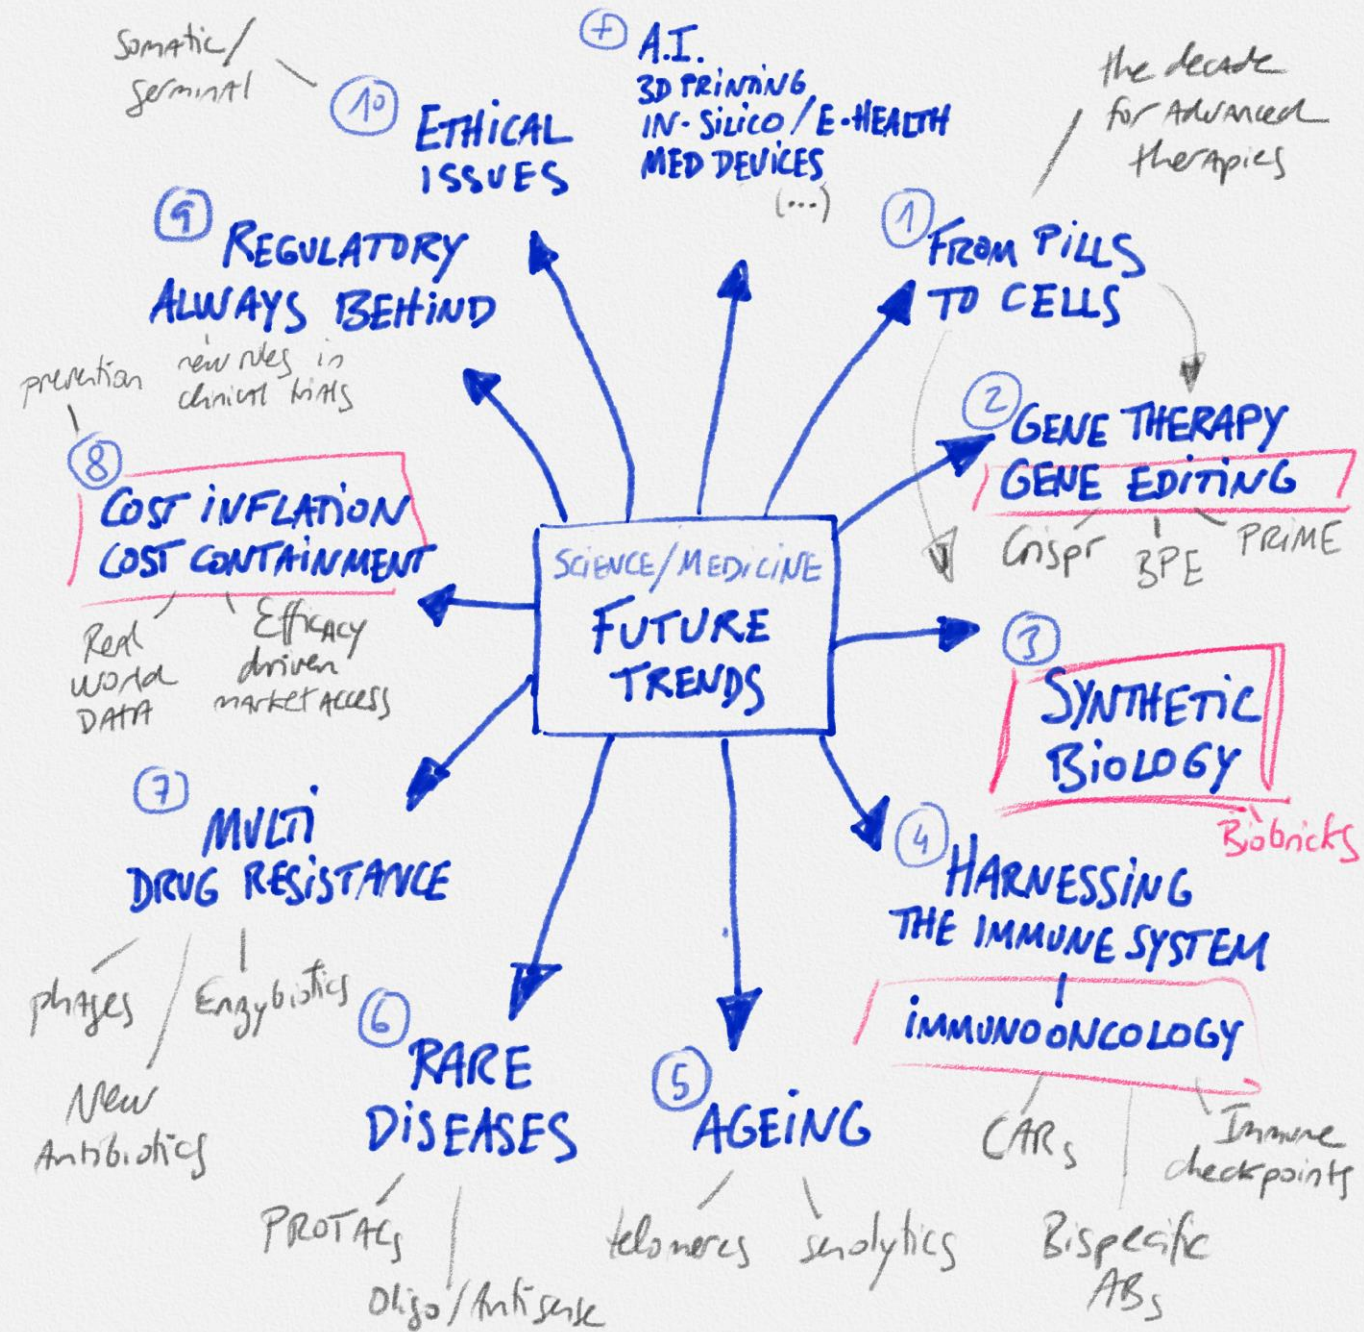 SCIENCE/MEDICINE
FUTURE
TRENDS
+
A.I.
3D PRINTING
IN-SILICO/E-HEALTH
MED DEVICES
(...)
1
FROM PILLS
TO CELLS
the decade
for Advanced
therapies
2
GENE THERAPY
GENE EDITING
Crispr
BPE
PRIME
3
SYNTHETIC
BIOLOGY
Biobricks
4
HARNESSING
THE IMMUNE SYSTEM
IMMUNOONCOLOGY
CARs
Bispecific
ABs
Immune
checkpoints
5
AGEING
telomeres
senolytics
6
RARE
DISEASES
PROTACs
Oligo/Antisense
7
MULTI
DRUG RESISTANCE
phages
New
Antibiotics
Enzybiotics
8
COST INFLATION
COST CONTAINMENT
prevention
Real
world
DATA
Efficacy
driven
market access
9
REGULATORY
ALWAYS BEHIND
new rules in
clinical trials
10
ETHICAL
ISSUES
Somatic/
germinal